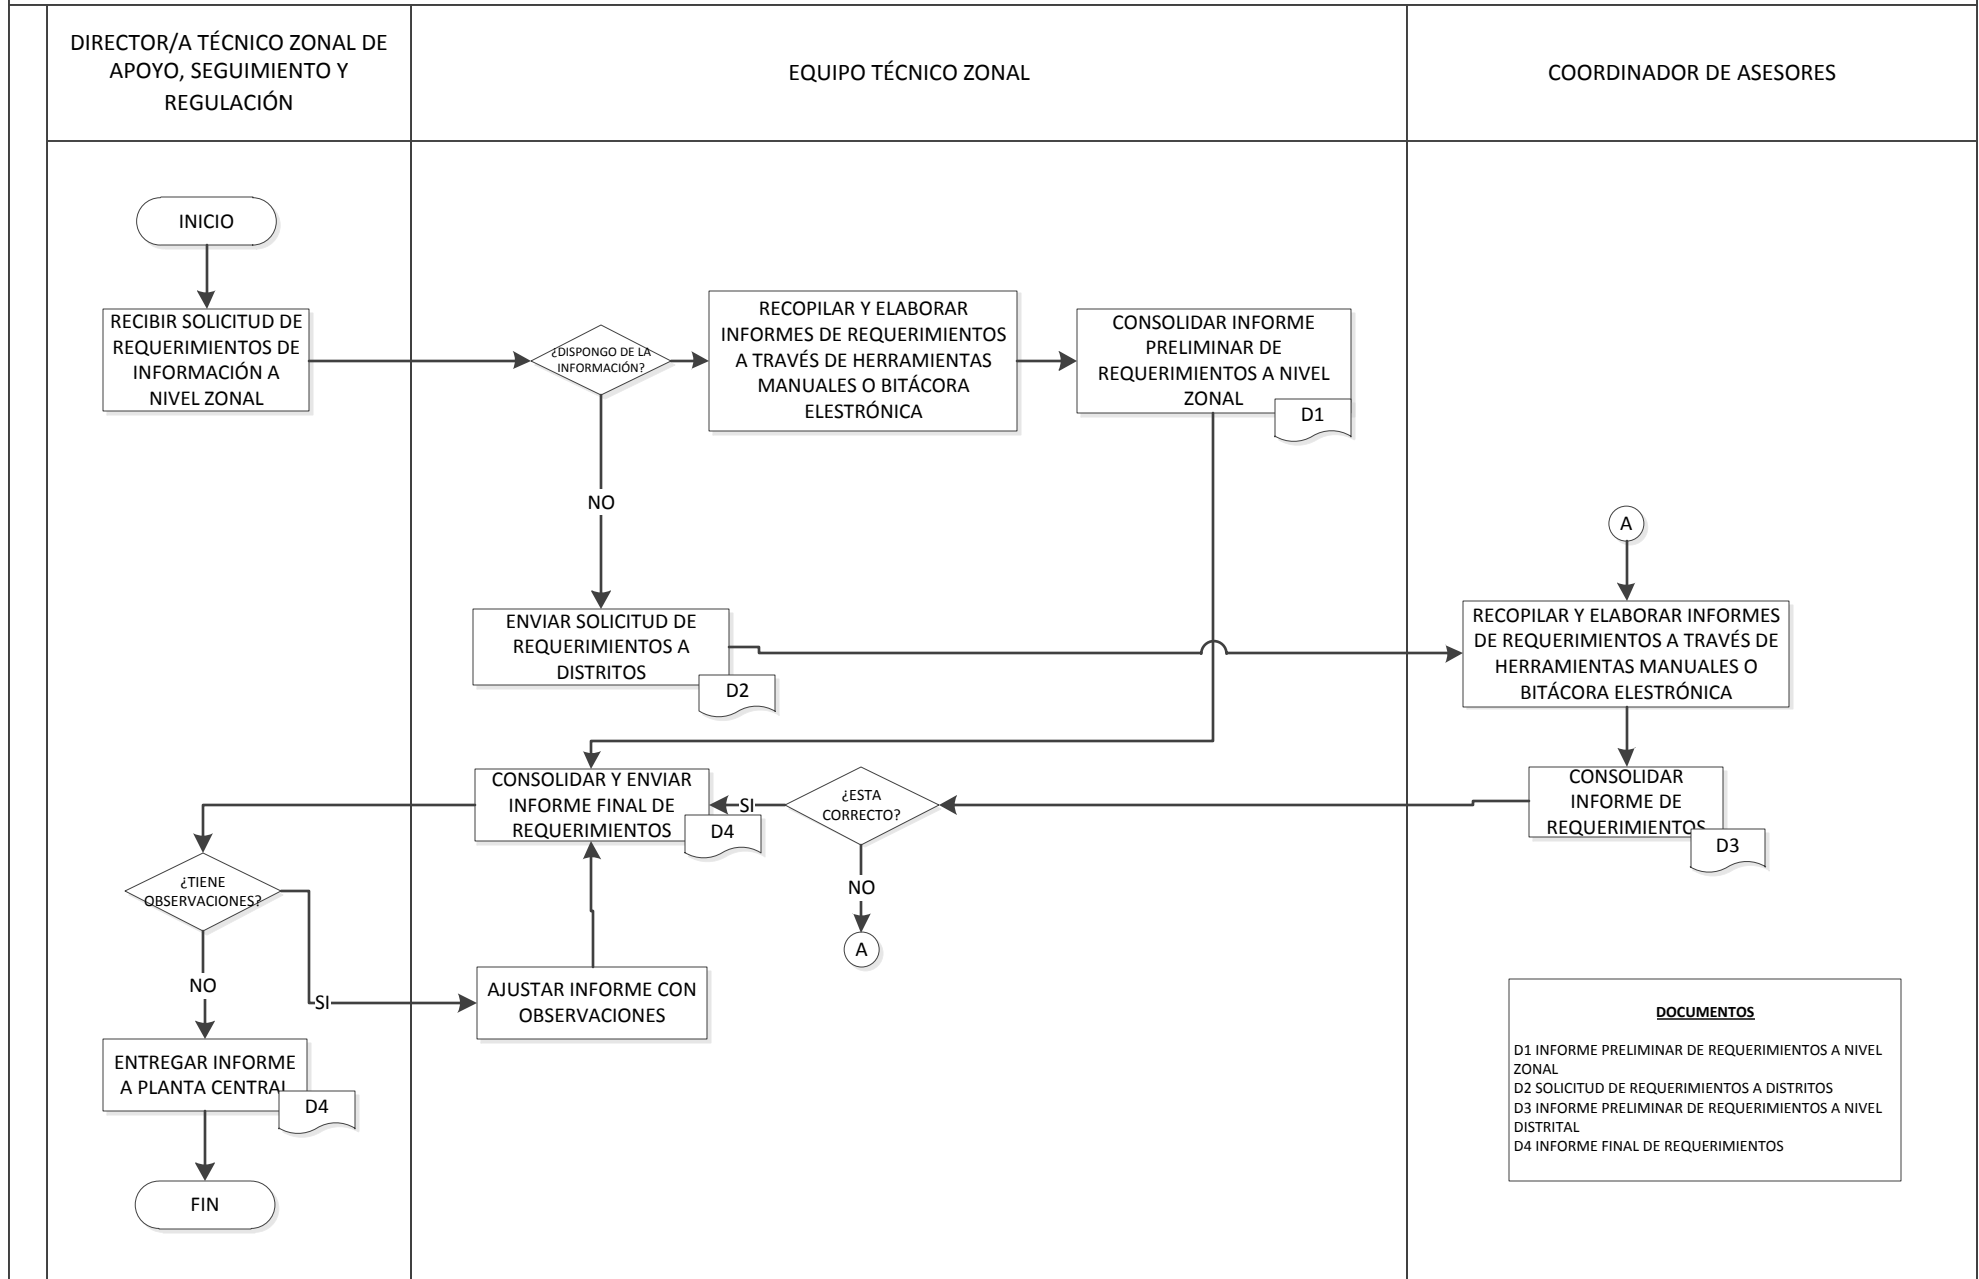 DIRECTOR/A TÉCNICO ZONAL DE
APOYO, SEGUIMIENTO Y
REGULACIÓN
EQUIPO TÉCNICO ZONAL
COORDINADOR DE ASESORES
INICIO
RECIBIR SOLICITUD DE
REQUERIMIENTOS DE
INFORMACIÓN A
NIVEL ZONAL
¿DISPONGO DE LA
INFORMACIÓN?
RECOPILAR Y ELABORAR
INFORMES DE REQUERIMIENTOS
A TRAVÉS DE HERRAMIENTAS
MANUALES O BITÁCORA
ELESTRÓNICA
CONSOLIDAR INFORME
PRELIMINAR DE
REQUERIMIENTOS A NIVEL
ZONAL
D1
NO
A
ENVIAR SOLICITUD DE
REQUERIMIENTOS A
DISTRITOS
D2
RECOPILAR Y ELABORAR INFORMES
DE REQUERIMIENTOS A TRAVÉS DE
HERRAMIENTAS MANUALES O
BITÁCORA ELESTRÓNICA
CONSOLIDAR Y ENVIAR
INFORME FINAL DE
REQUERIMIENTOS
D4
SI
¿ESTA
CORRECTO?
CONSOLIDAR
INFORME DE
REQUERIMIENTOS
D3
¿TIENE
OBSERVACIONES?
NO
A
NO
SI
AJUSTAR INFORME CON
OBSERVACIONES
ENTREGAR INFORME
A PLANTA CENTRAL
D4
FIN
DOCUMENTOS
D1 INFORME PRELIMINAR DE REQUERIMIENTOS A NIVEL
ZONAL
D2 SOLICITUD DE REQUERIMIENTOS A DISTRITOS
D3 INFORME PRELIMINAR DE REQUERIMIENTOS A NIVEL
DISTRITAL
D4 INFORME FINAL DE REQUERIMIENTOS